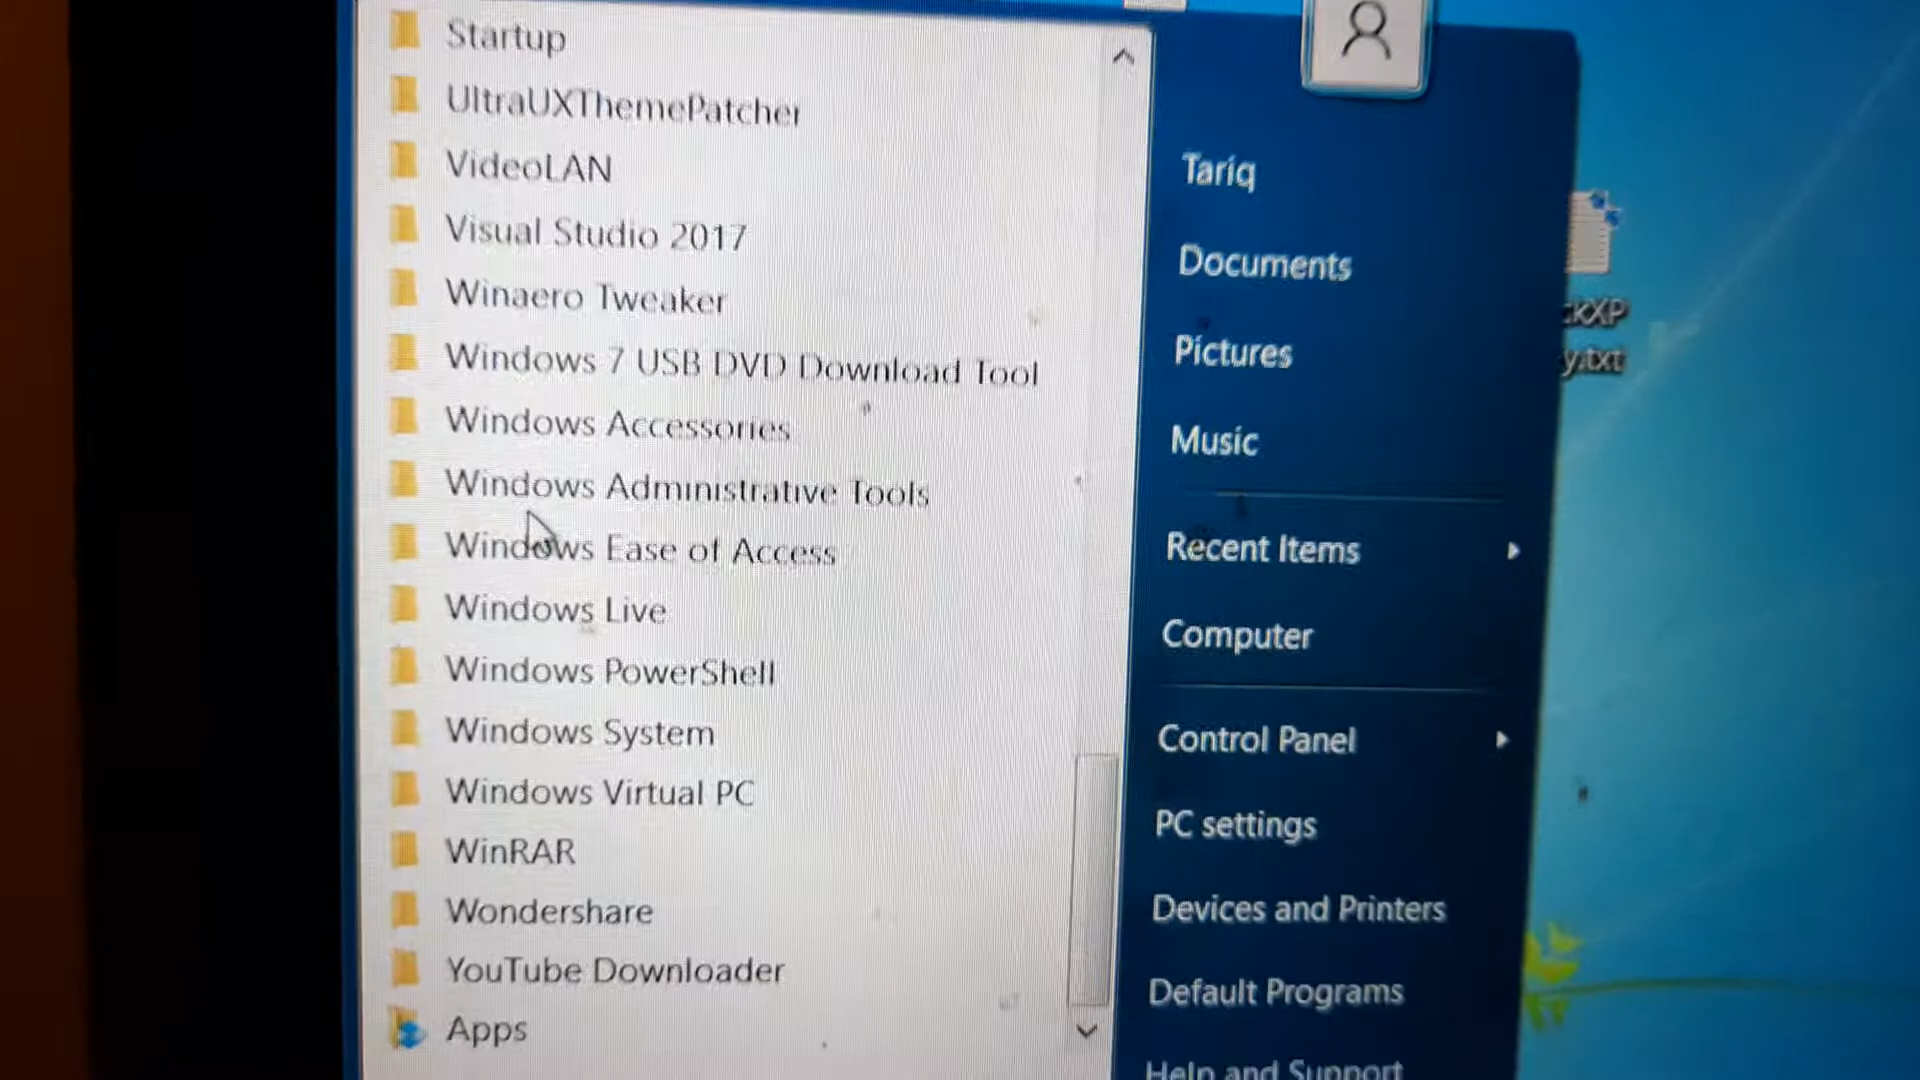 Startup
UltraUXThemePatcher
VideoLAN
Visual Studio 2017
Winaero Tweaker
Windows 7 USB DVD Download Tool
Windows Accessories
Windows Administrative Tools
Windows Ease of Access
Windows Live
Windows PowerShell
Windows System
Windows Virtual PC
WinRAR
Wondershare
YouTube Downloader
Apps
Tariq
Documents
Pictures
Music
Recent Items
Computer
Control Panel
PC settings
Devices and Printers
Default Programs
Help and Support
ckXP
y.txt